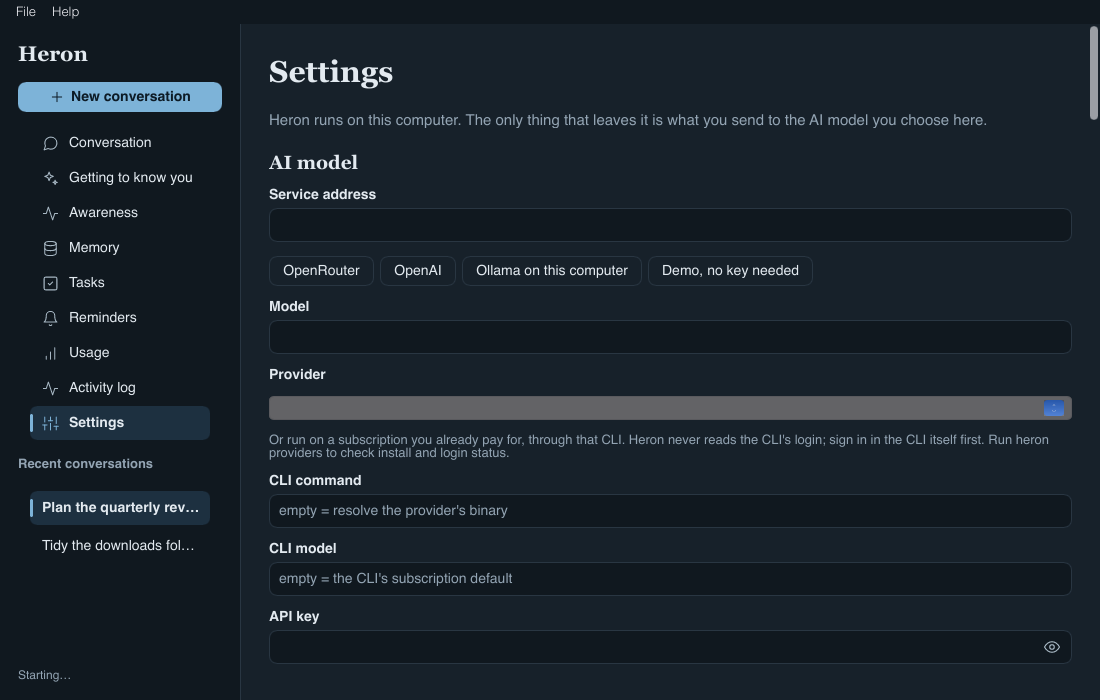 File Help
Heron
+ New conversation
Conversation
Getting to know you
Awareness
Memory
Tasks
Reminders
Usage
Activity log
Settings
Recent conversations
Plan the quarterly rev…
Tidy the downloads fol…
Starting…
Settings
Heron runs on this computer. The only thing that leaves it is what you send to the AI model you choose here.
AI model
Service address
OpenRouter OpenAI Ollama on this computer Demo, no key needed
Model
Provider
Or run on a subscription you already pay for, through that CLI. Heron never reads the CLI's login; sign in in the CLI itself first. Run heron
providers to check install and login status.
CLI command
empty = resolve the provider's binary
CLI model
empty = the CLI's subscription default
API key